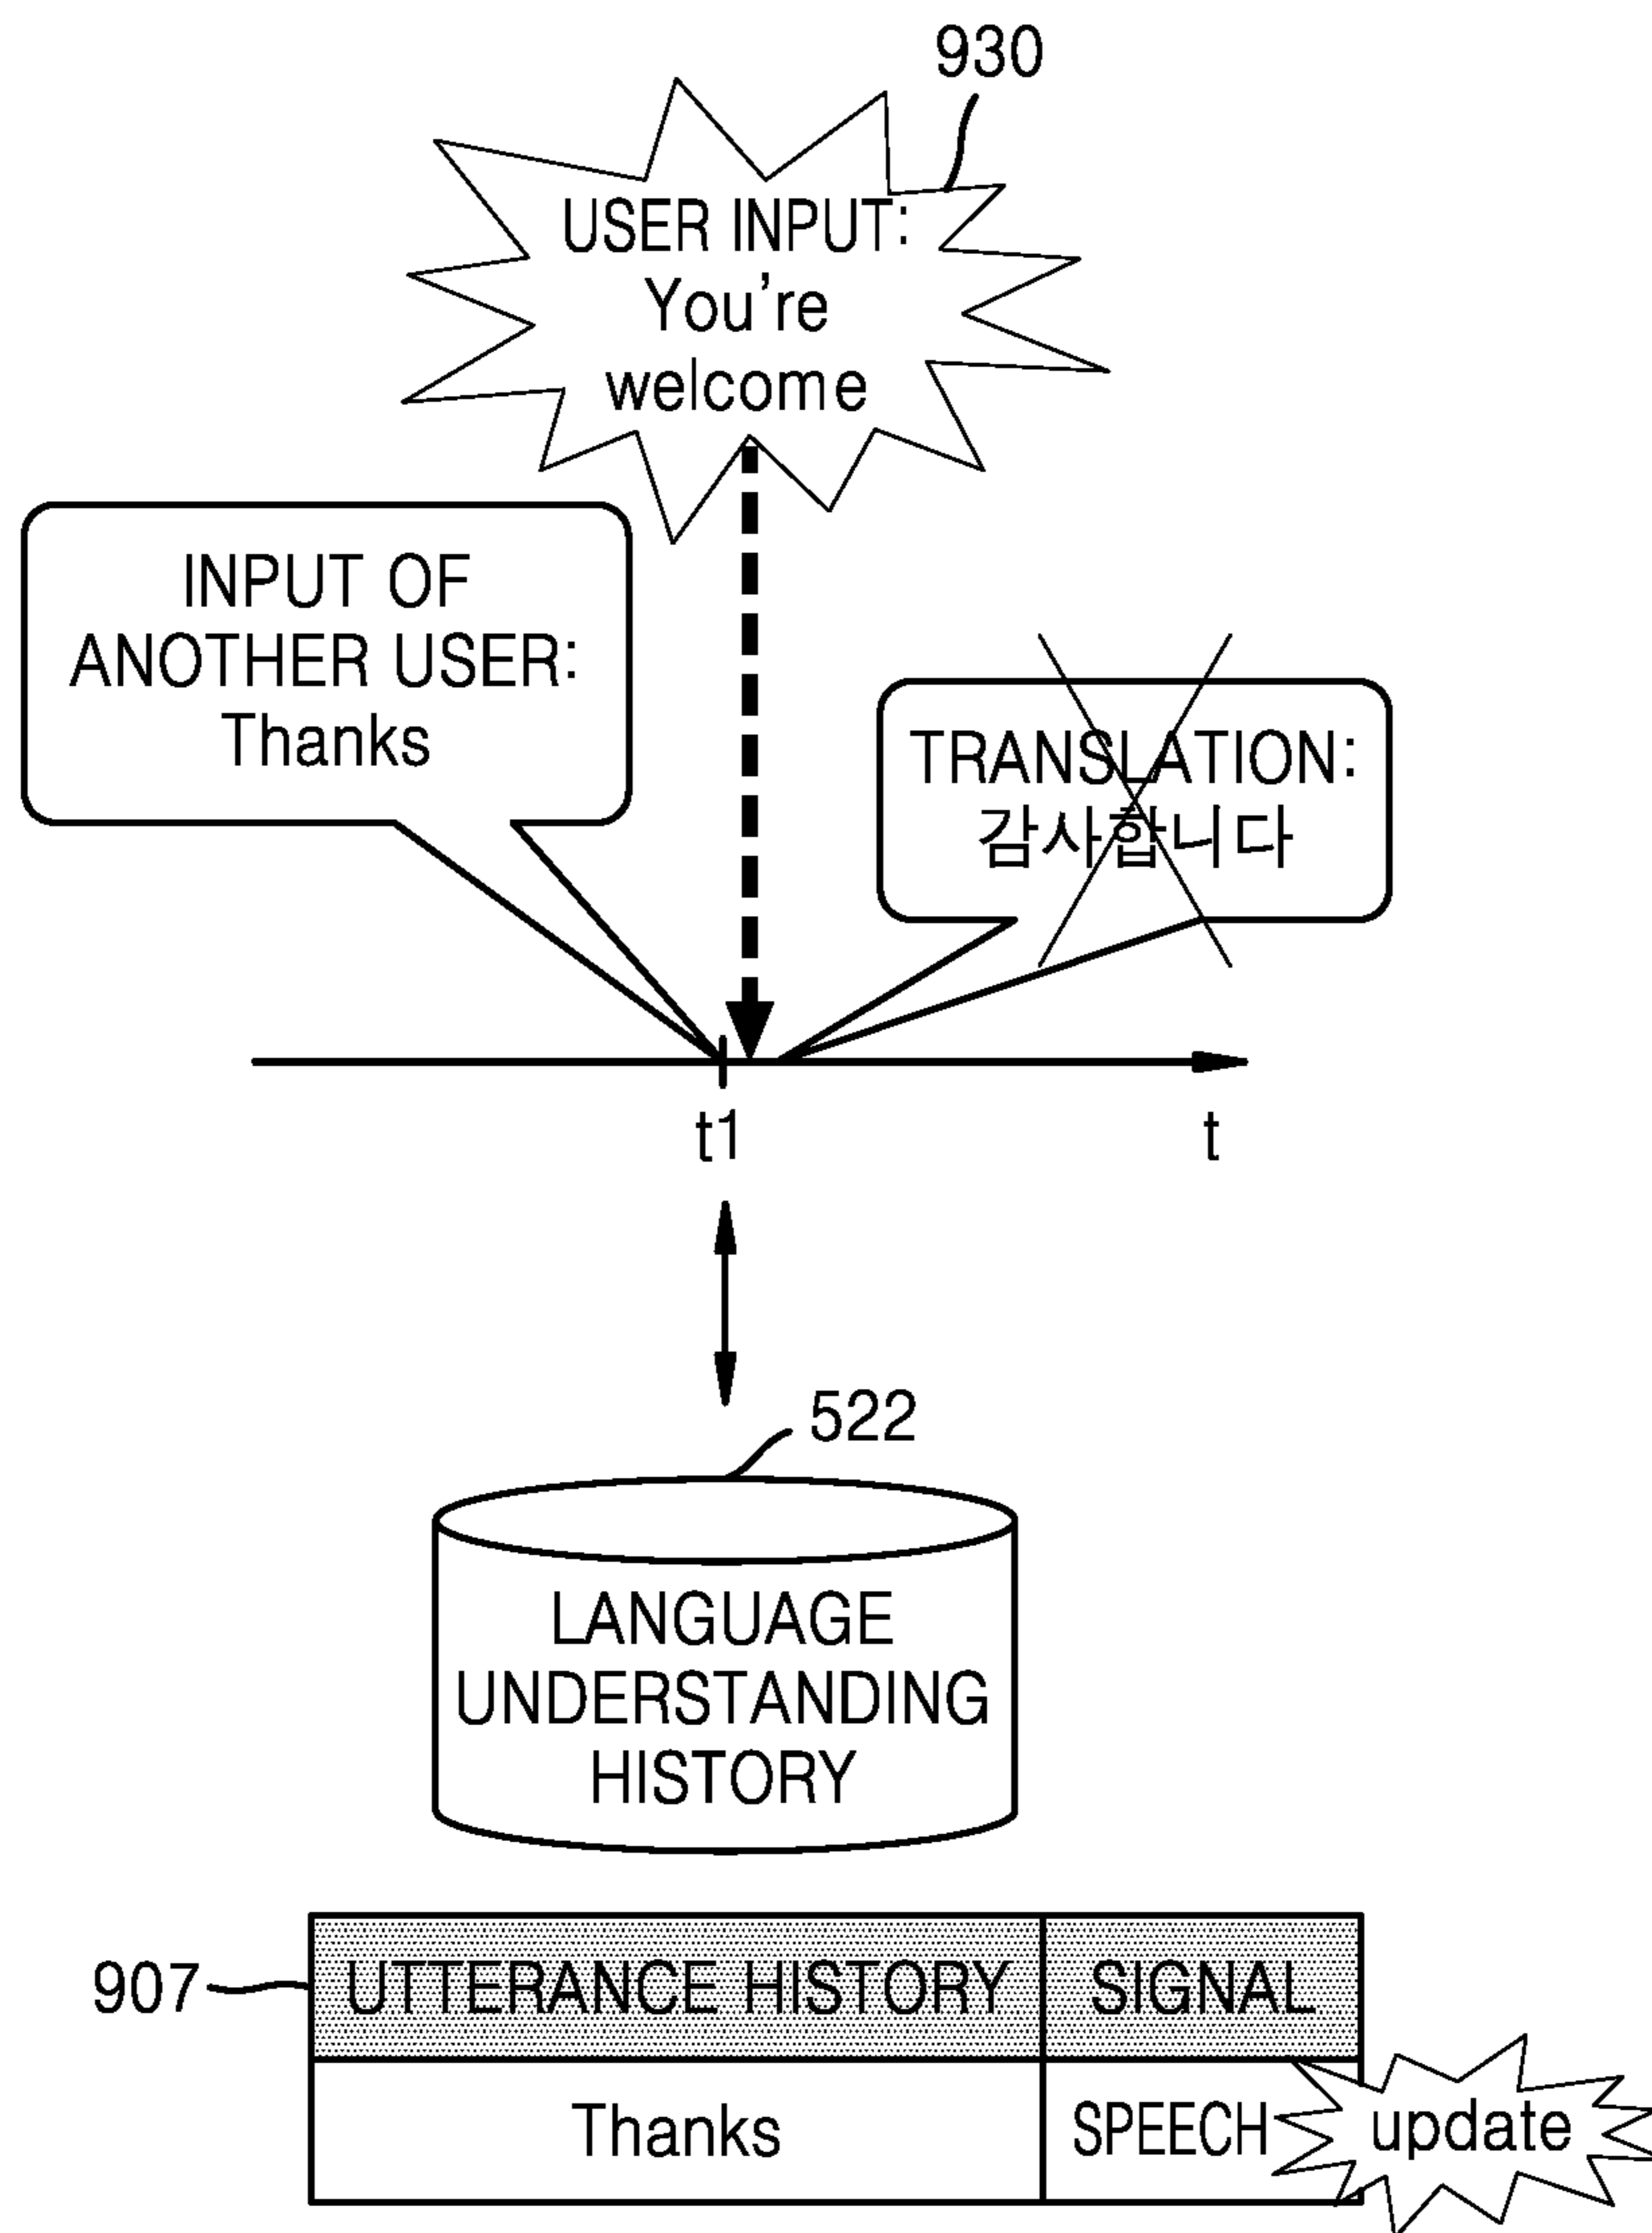 930
USER INPUT:
You're
welcome
INPUT OF
ANOTHER USER:
Thanks
TRANSLATION:
감사합니다
t1
t
522
LANGUAGE
UNDERSTANDING
HISTORY
907
UTTERANCE HISTORY SIGNAL
Thanks SPEECH update